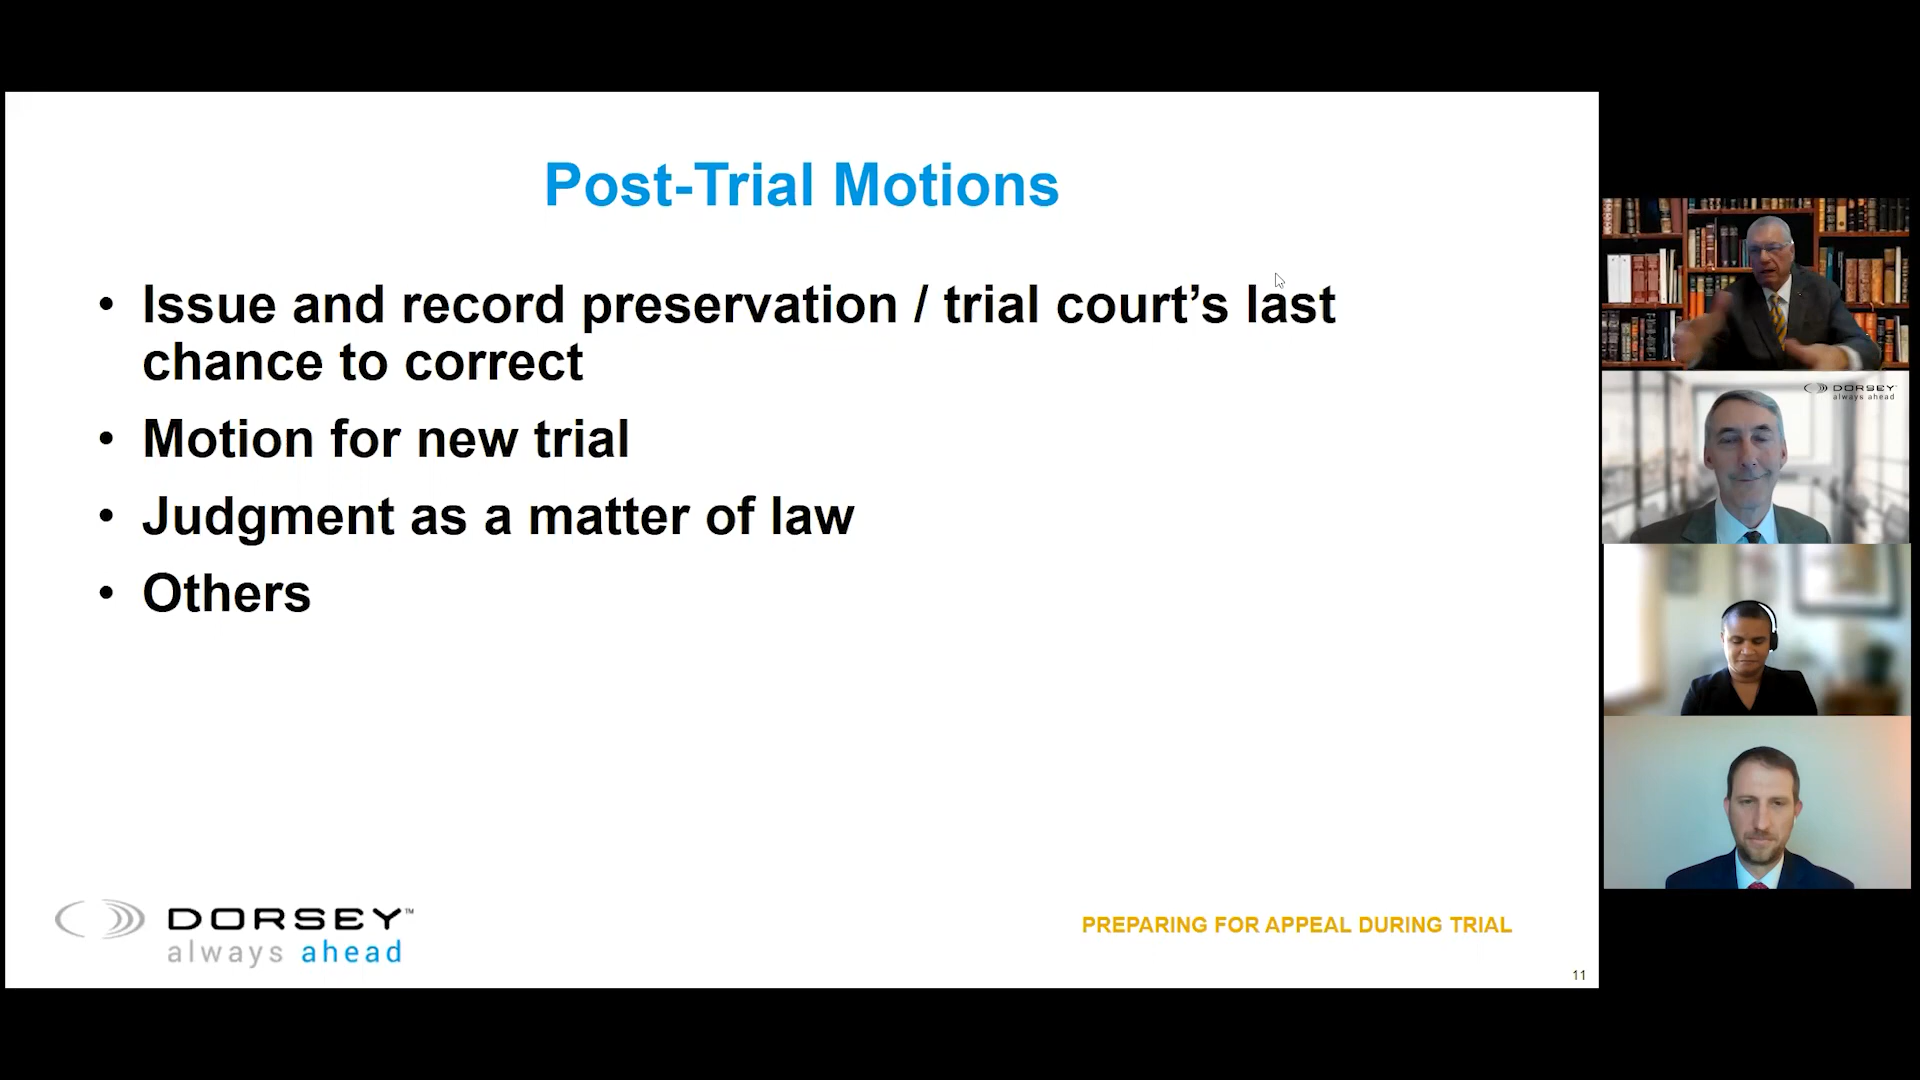 Post-Trial Motions
• Issue and record preservation / trial court’s last
chance to correct
• Motion for new trial
• Judgment as a matter of law
• Others
DORSEY™
always ahead
PREPARING FOR APPEAL DURING TRIAL
11
DORSEY
always ahead